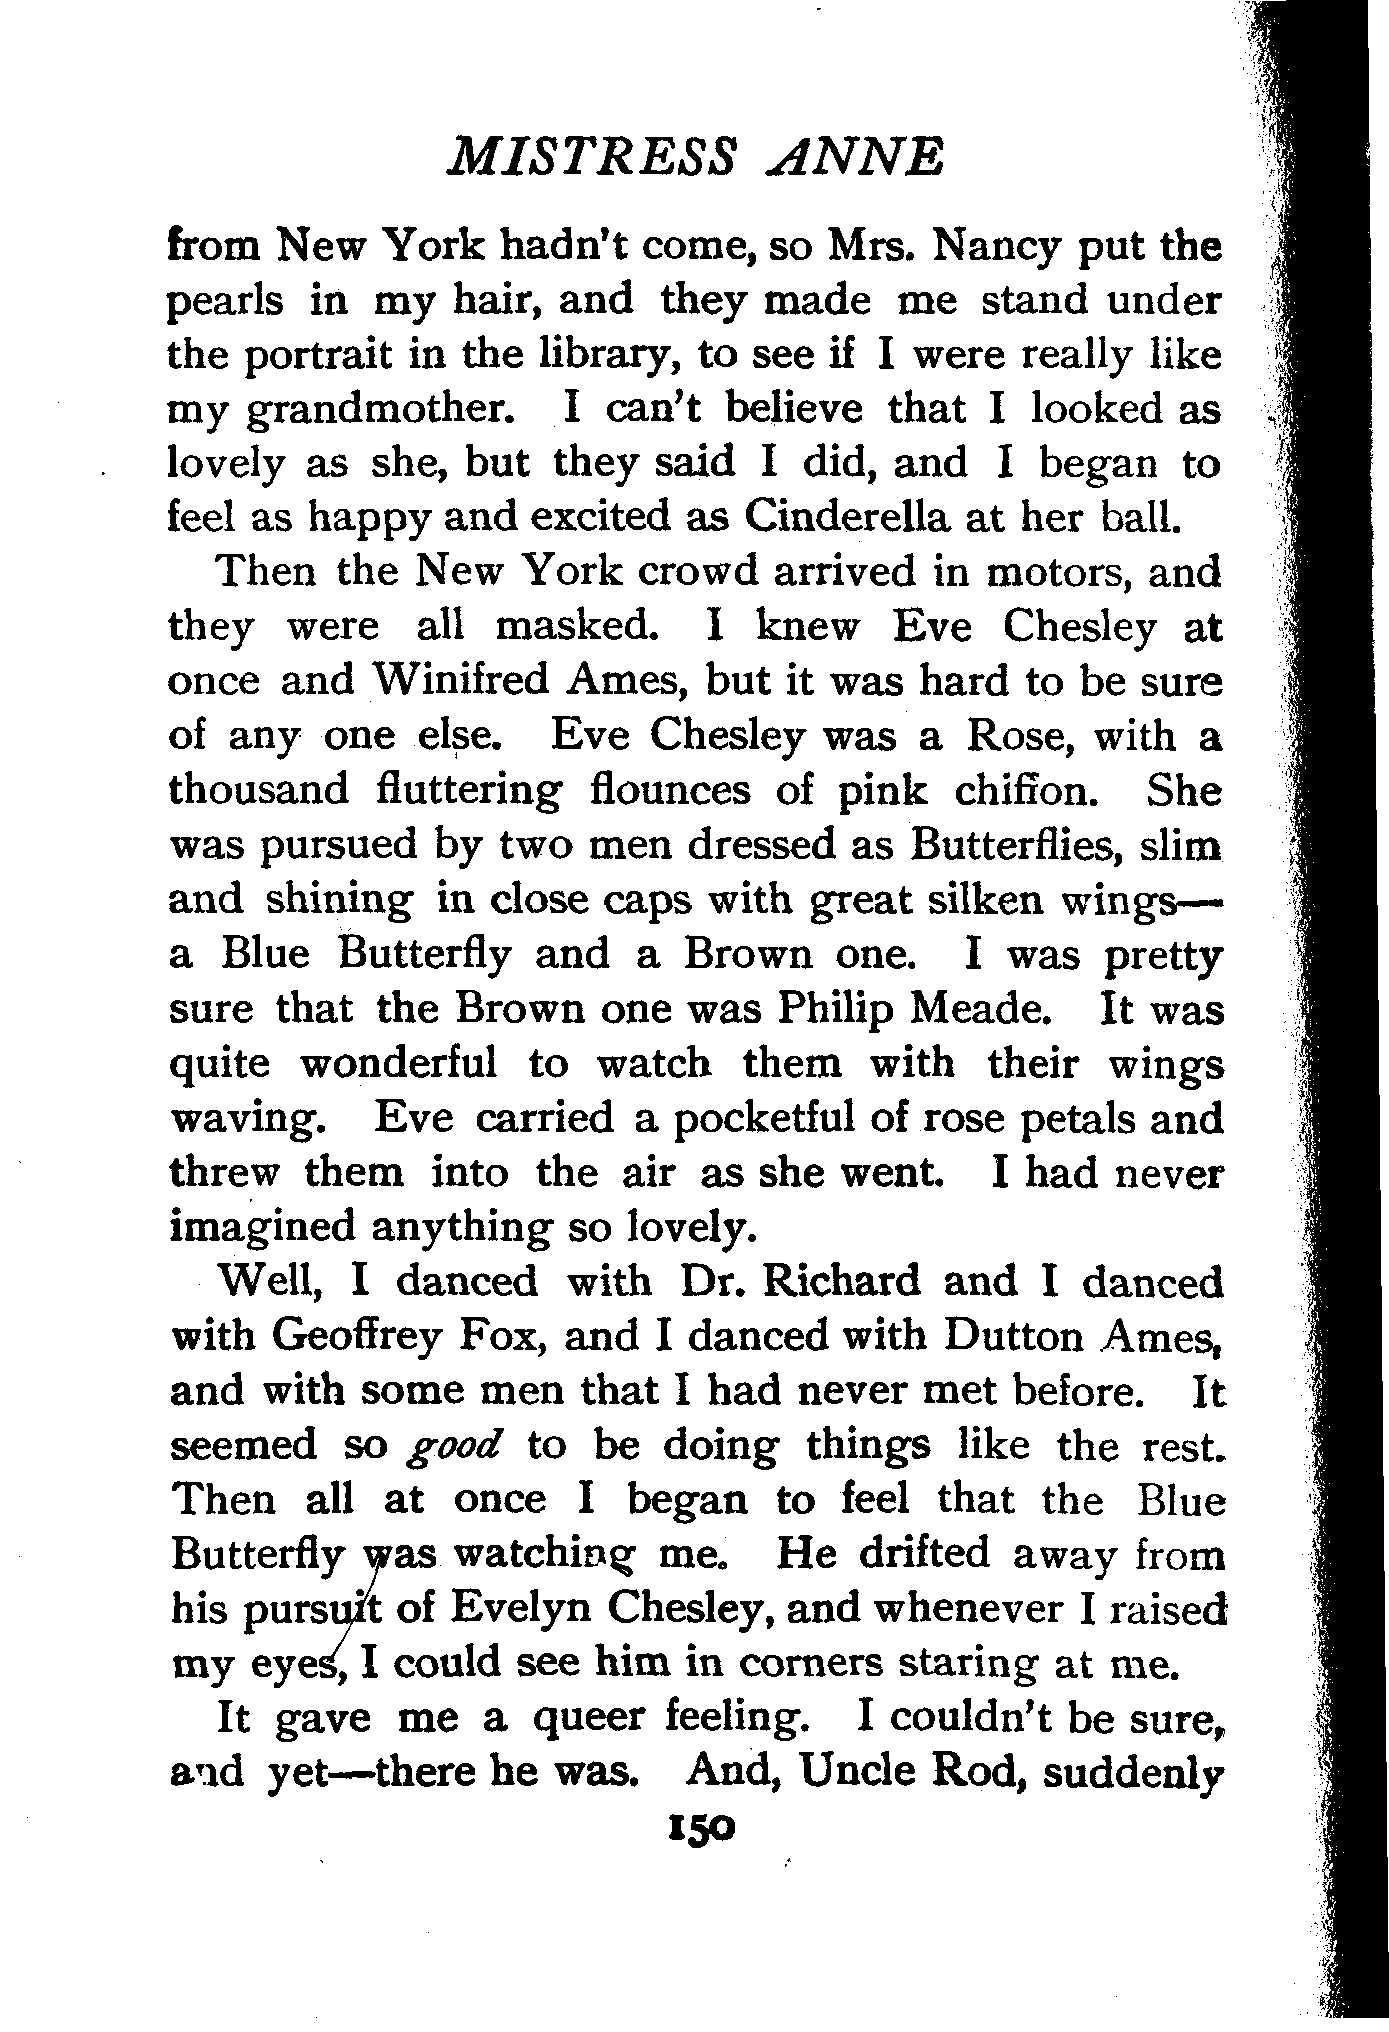 MISTRESS ANNE
from New York hadn't come, so Mrs. Nancy put the
pearls in my hair, and they made me stand under
the portrait in the library, to see if I were really like
my grandmother. I can't believe that I looked as
lovely as she, but they said I did, and I began to
feel as happy and excited as Cinderella at her ball.
Then the New York crowd arrived in motors, and
they were all masked. I knew Eve Chesley at
once and Winifred Ames, but it was hard to be sure
of any one else. Eve Chesley was a Rose, with a
thousand fluttering flounces of pink chiffon. She
was pursued by two men dressed as Butterflies, slim
and shining in close caps with great silken wings—
a Blue Butterfly and a Brown one. I was pretty
sure that the Brown one was Philip Meade. It was
quite wonderful to watch them with their wings
waving. Eve carried a pocketful of rose petals and
threw them into the air as she went. I had never
imagined anything so lovely.
Well, I danced with Dr. Richard and I danced
with Geoffrey Fox, and I danced with Dutton Ames,
and with some men that I had never met before. It
seemed so good to be doing things like the rest.
Then all at once I began to feel that the Blue
Butterfly was watching me. He drifted away from
his pursuit of Evelyn Chesley, and whenever I raised
my eyes, I could see him in corners staring at me.
It gave me a queer feeling. I couldn't be sure,
and yet—there he was. And, Uncle Rod, suddenly
150